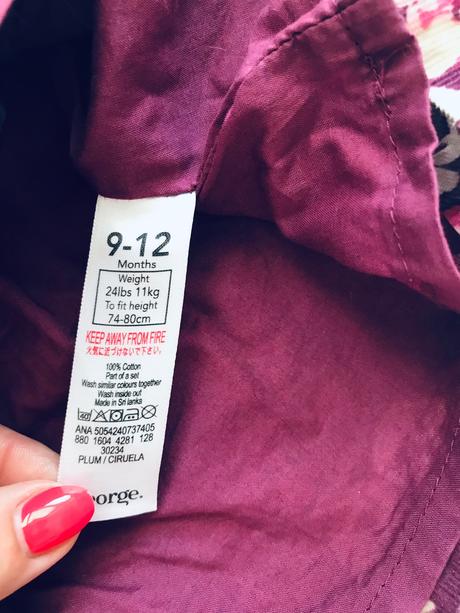 9-12
Months
Weight
24lbs 11kg
To fit height
74-80cm
KEEP AWAY FROM FIRE
火気に近づけないで下さい。
100% Cotton
Part of a set
Wash similar colours together
Wash inside out
Made in Sri lanka
40
ANA 5054240737405
880 1604 4281 128
30234
PLUM / CIRUELA
eorge.